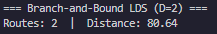 === Branch-and-Bound LDS (D=2) ===
Routes: 2  |  Distance: 80.64